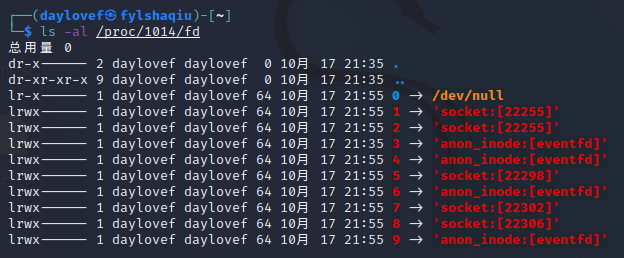 ┌──(daylovef㉿fylshaqiu)-[~]
└─$ ls -al /proc/1014/fd
总用量 0
dr-x------ 2 daylovef daylovef  0 10月 17 21:35 .
dr-xr-xr-x 9 daylovef daylovef  0 10月 17 21:35 ..
lr-x------ 1 daylovef daylovef 64 10月 17 21:55 0 -> /dev/null
lrwx------ 1 daylovef daylovef 64 10月 17 21:55 1 -> 'socket:[22255]'
lrwx------ 1 daylovef daylovef 64 10月 17 21:55 2 -> 'socket:[22255]'
lrwx------ 1 daylovef daylovef 64 10月 17 21:35 3 -> 'anon_inode:[eventfd]'
lrwx------ 1 daylovef daylovef 64 10月 17 21:55 4 -> 'anon_inode:[eventfd]'
lrwx------ 1 daylovef daylovef 64 10月 17 21:55 5 -> 'socket:[22298]'
lrwx------ 1 daylovef daylovef 64 10月 17 21:55 6 -> 'anon_inode:[eventfd]'
lrwx------ 1 daylovef daylovef 64 10月 17 21:55 7 -> 'socket:[22302]'
lrwx------ 1 daylovef daylovef 64 10月 17 21:55 8 -> 'socket:[22306]'
lrwx------ 1 daylovef daylovef 64 10月 17 21:55 9 -> 'anon_inode:[eventfd]'